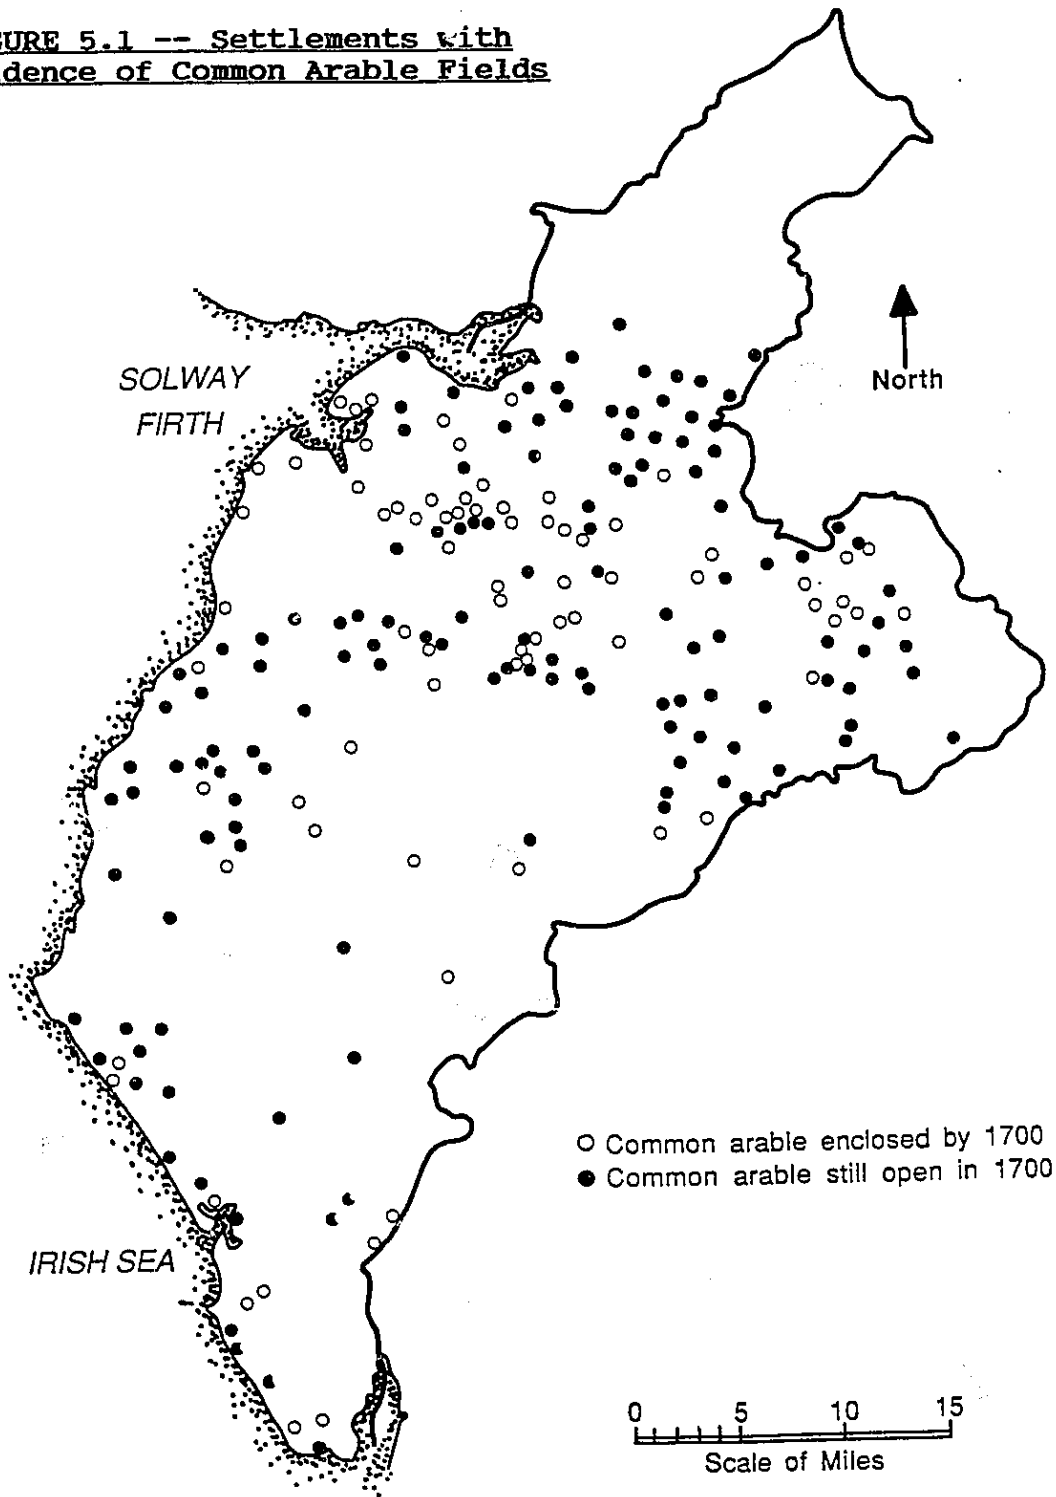 URE 5.1 -- Settlements with
dence of Common Arable Fields
SOLWAY
FIRTH
North
○ Common arable enclosed by 1700
● Common arable still open in 1700
IRISH SEA
0 5 10 15
Scale of Miles